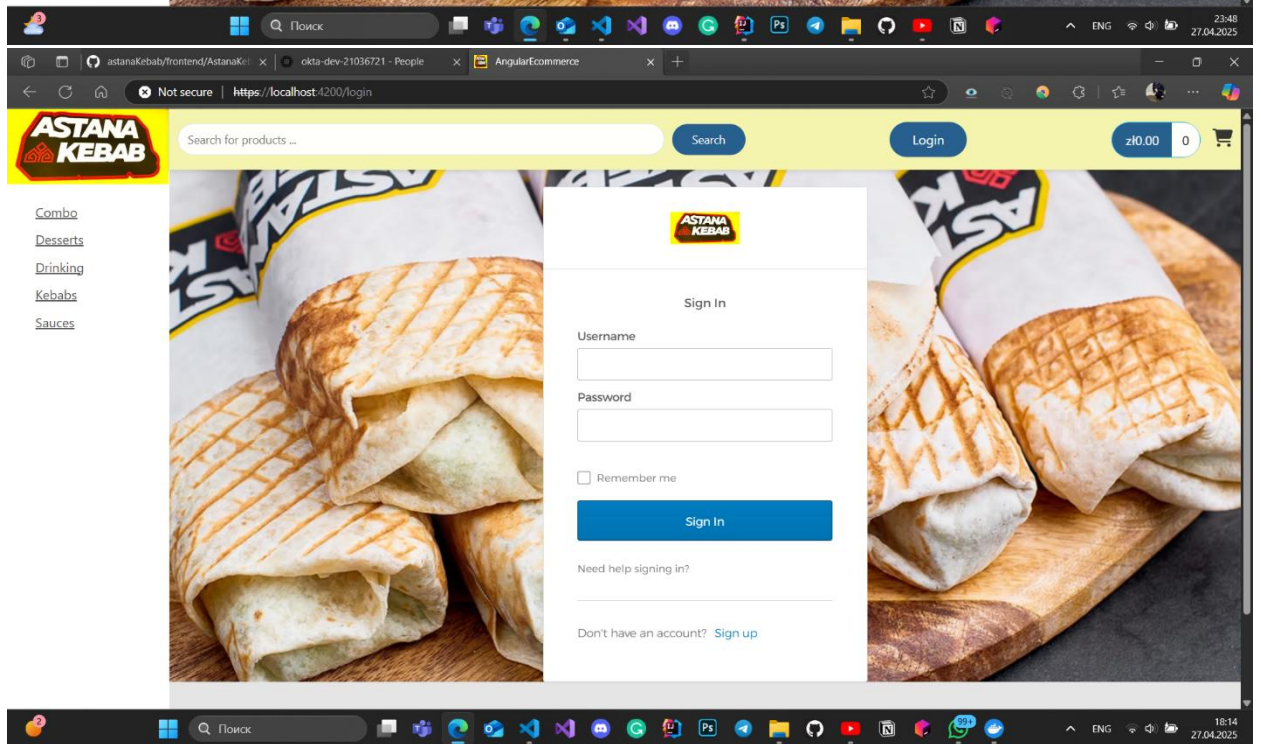 3
Поиск
ENG
23:48
27.04.2025
astanaKebab/frontend/AstanaKeb
okta-dev-21036721 - People
AngularEcommerce
Not secure
https://localhost:4200/login
ASTANA
KEBAB
Search for products ...
Search
Login
zł0.00
0
Combo
Desserts
Drinking
Kebabs
Sauces
ASTANA
KEBAB
Sign In
Username
Password
Remember me
Sign In
Need help signing in?
Don't have an account? Sign up
2
Поиск
99+
ENG
18:14
27.04.2025